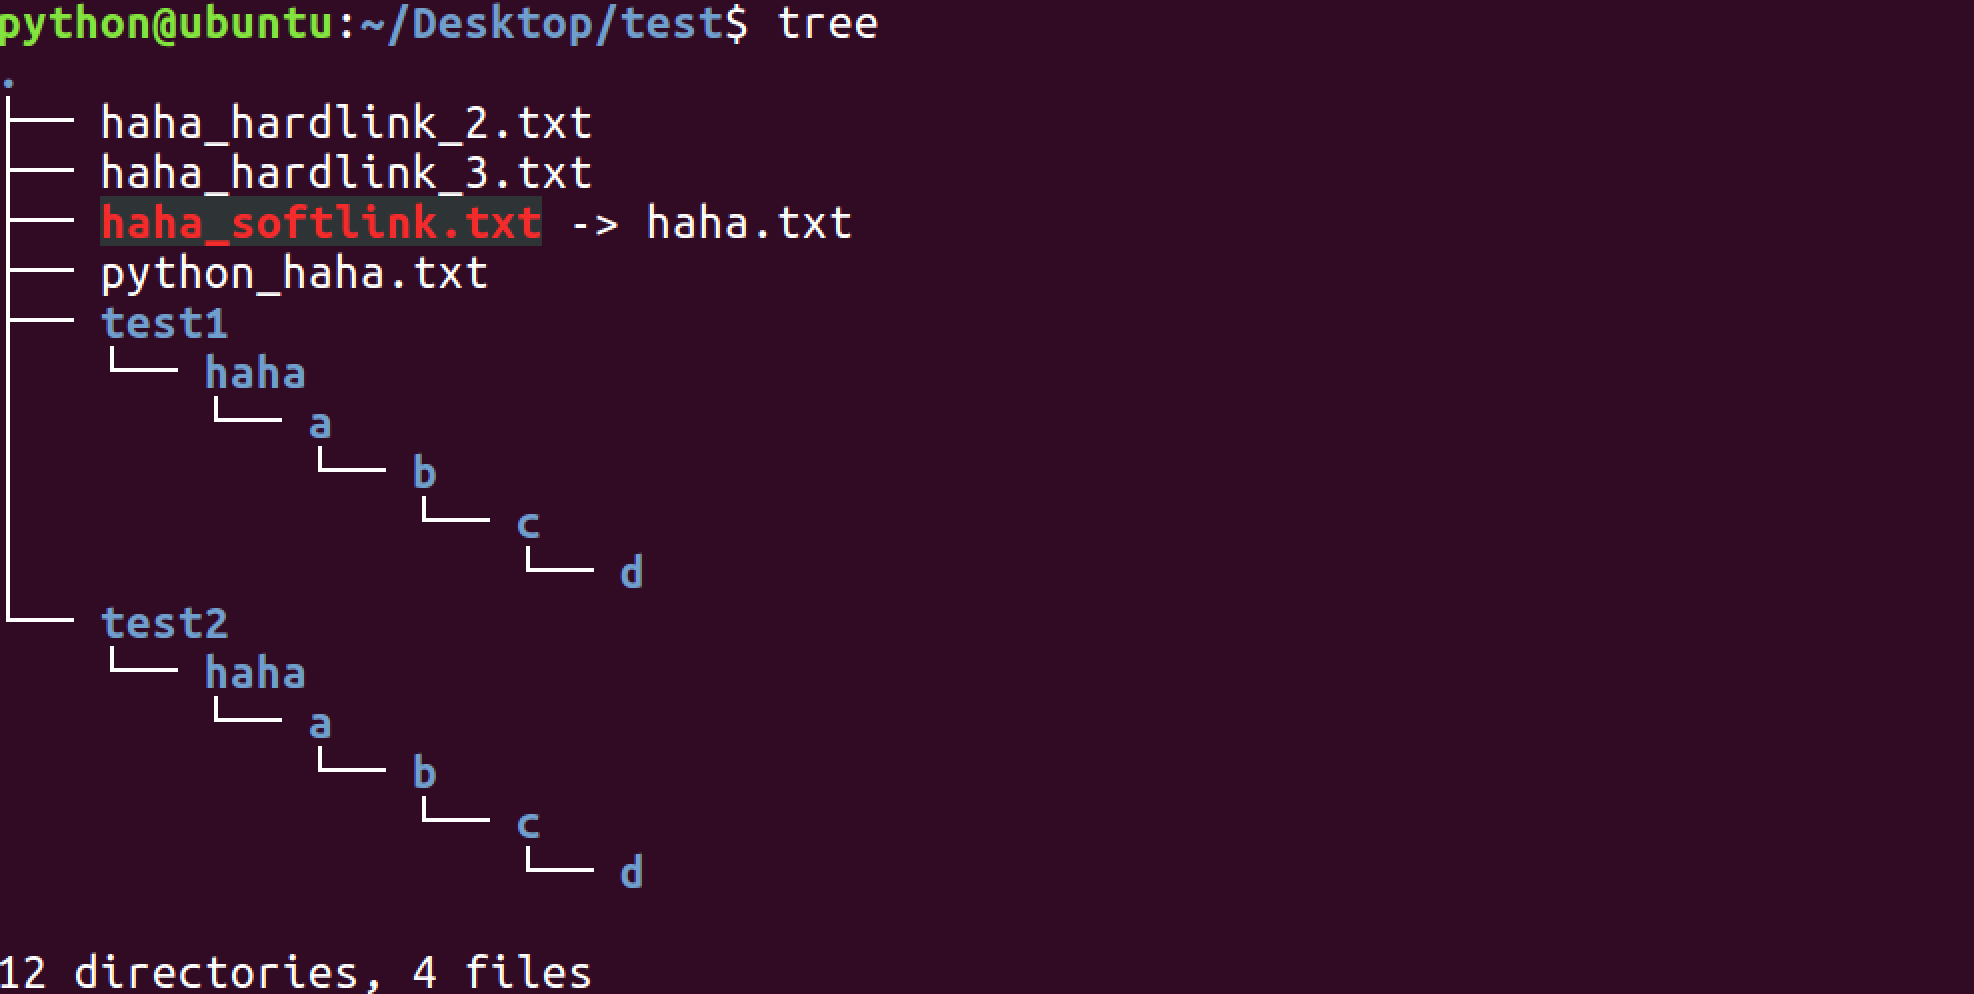 python@ubuntu:~/Desktop/test$ tree
.
├── haha_hardlink_2.txt
├── haha_hardlink_3.txt
├── haha_softlink.txt -> haha.txt
├── python_haha.txt
├── test1
│   └── haha
│       └── a
│           └── b
│               └── c
│                   └── d
└── test2
    └── haha
        └── a
            └── b
                └── c
                    └── d
12 directories, 4 files